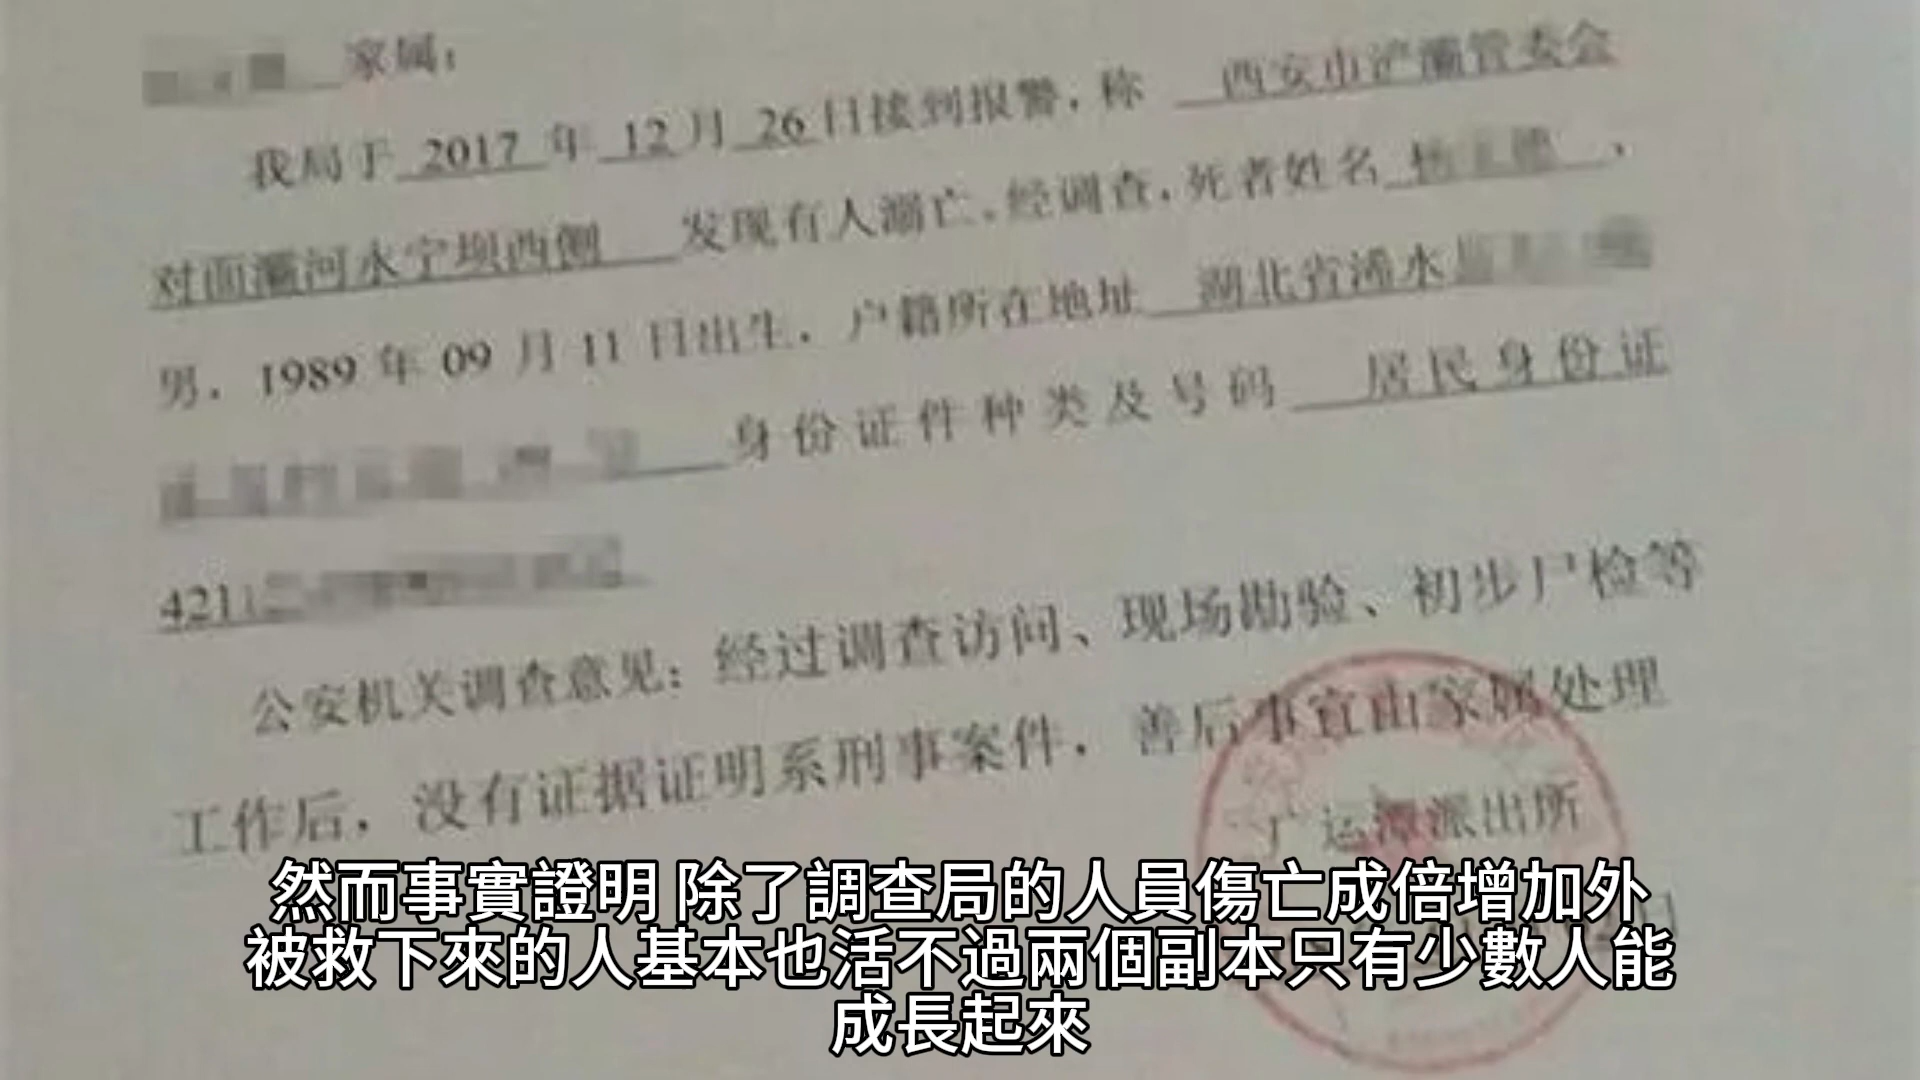 家属：
我局于 2017 年 12 月 26 日接到报警，称 西安市浐灞管委会
对面灞河水宁坝西侧 发现有人溺亡。经调查，死者姓名
男，1989 年 09 月 11 日出生，户籍所在地址 湖北省浠水
身份证件种类及号码 居民身份证
421
公安机关调查意见：经过调查访问、现场勘验、初步尸检等
工作后，没有证据证明系刑事案件，善后事宜由家属处理
广运潭派出所
日
然而事實證明 除了調查局的人員傷亡成倍增加外
被救下來的人基本也活不過兩個副本只有少數人能
成長起來